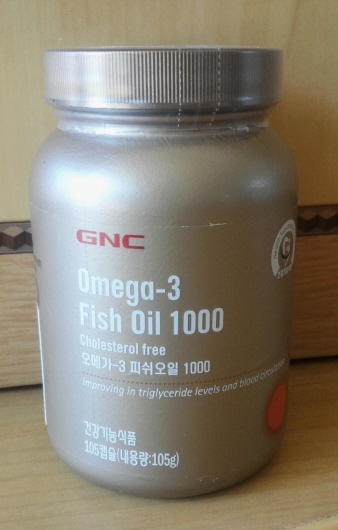 GNC
Omega-3
Fish Oil 1000
Cholesterol free
오메가-3 피쉬오일 1000
Improving in triglyceride levels and blood circulation
건강기능식품
105캡슐(내용량:105g)